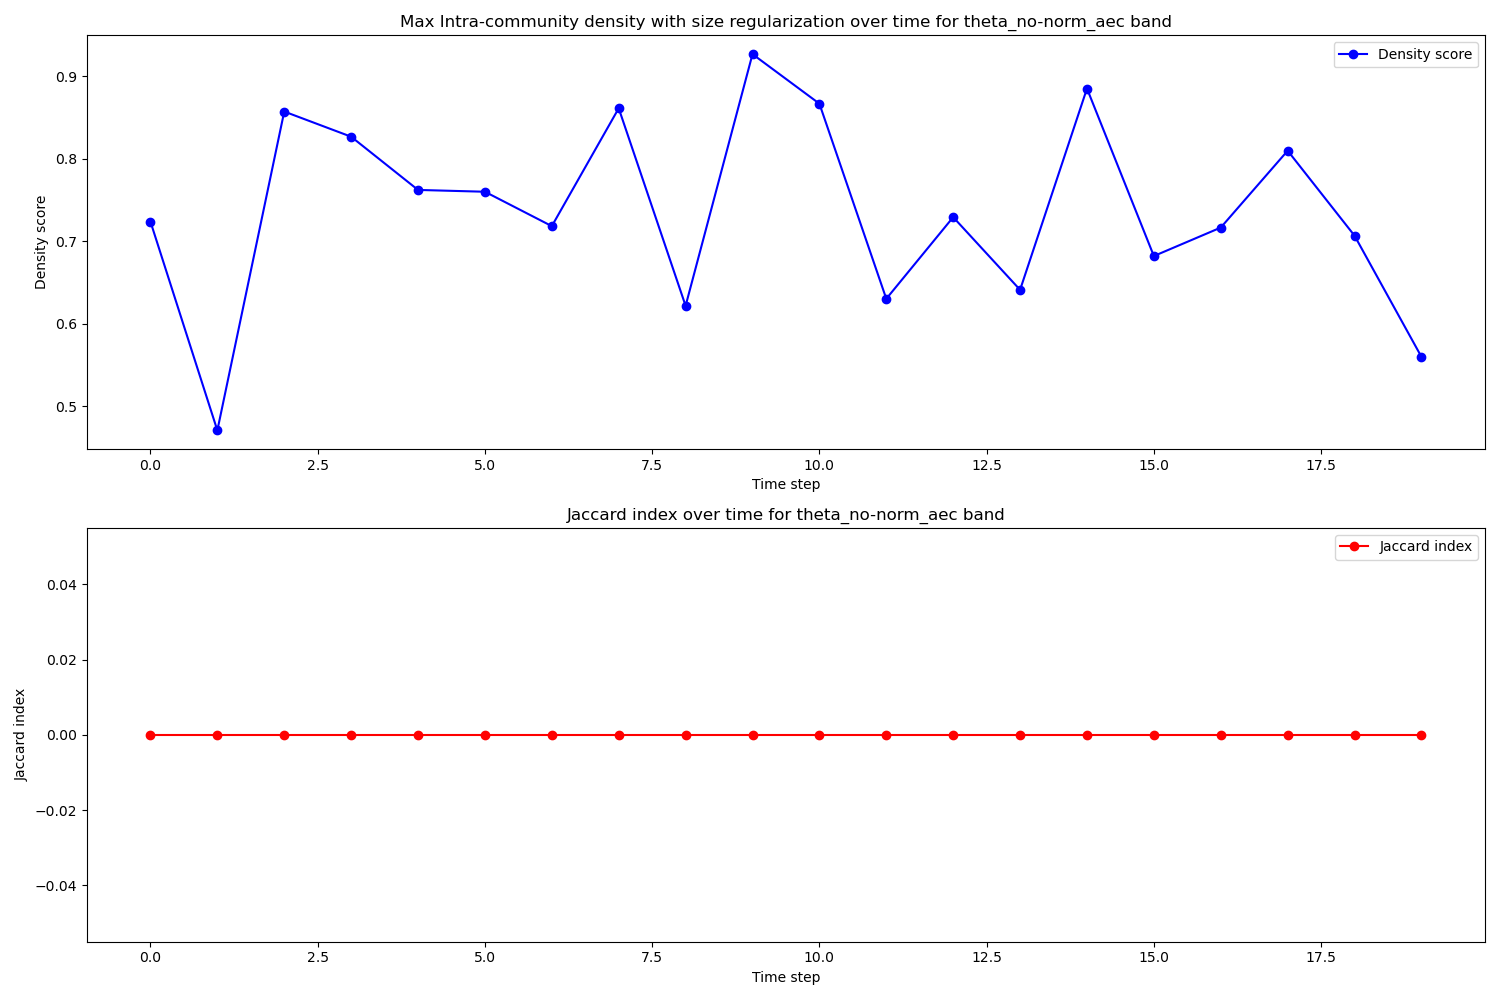 Max Intra-community density with size regularization over time for theta_no-norm_aec band
Density score
0.9
0.8
0.7
0.6
0.5
Density score
0.0 2.5 5.0 7.5 10.0 12.5 15.0 17.5
Time step
Jaccard index over time for theta_no-norm_aec band
Jaccard index
0.04
0.02
0.00
−0.02
−0.04
Jaccard index
0.0 2.5 5.0 7.5 10.0 12.5 15.0 17.5
Time step